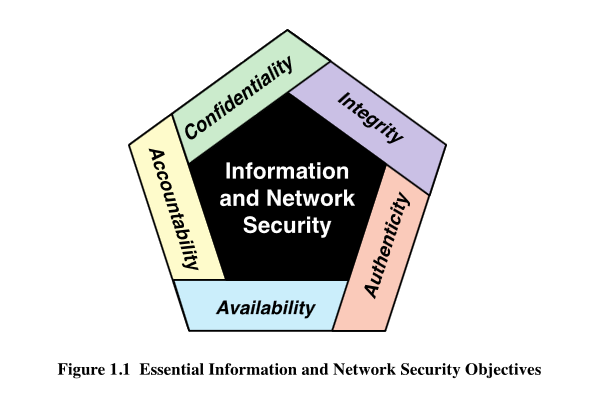 Confidentiality
Integrity
Accountability
Information
and Network
Security
Authenticity
Availability
Figure 1.1 Essential Information and Network Security Objectives